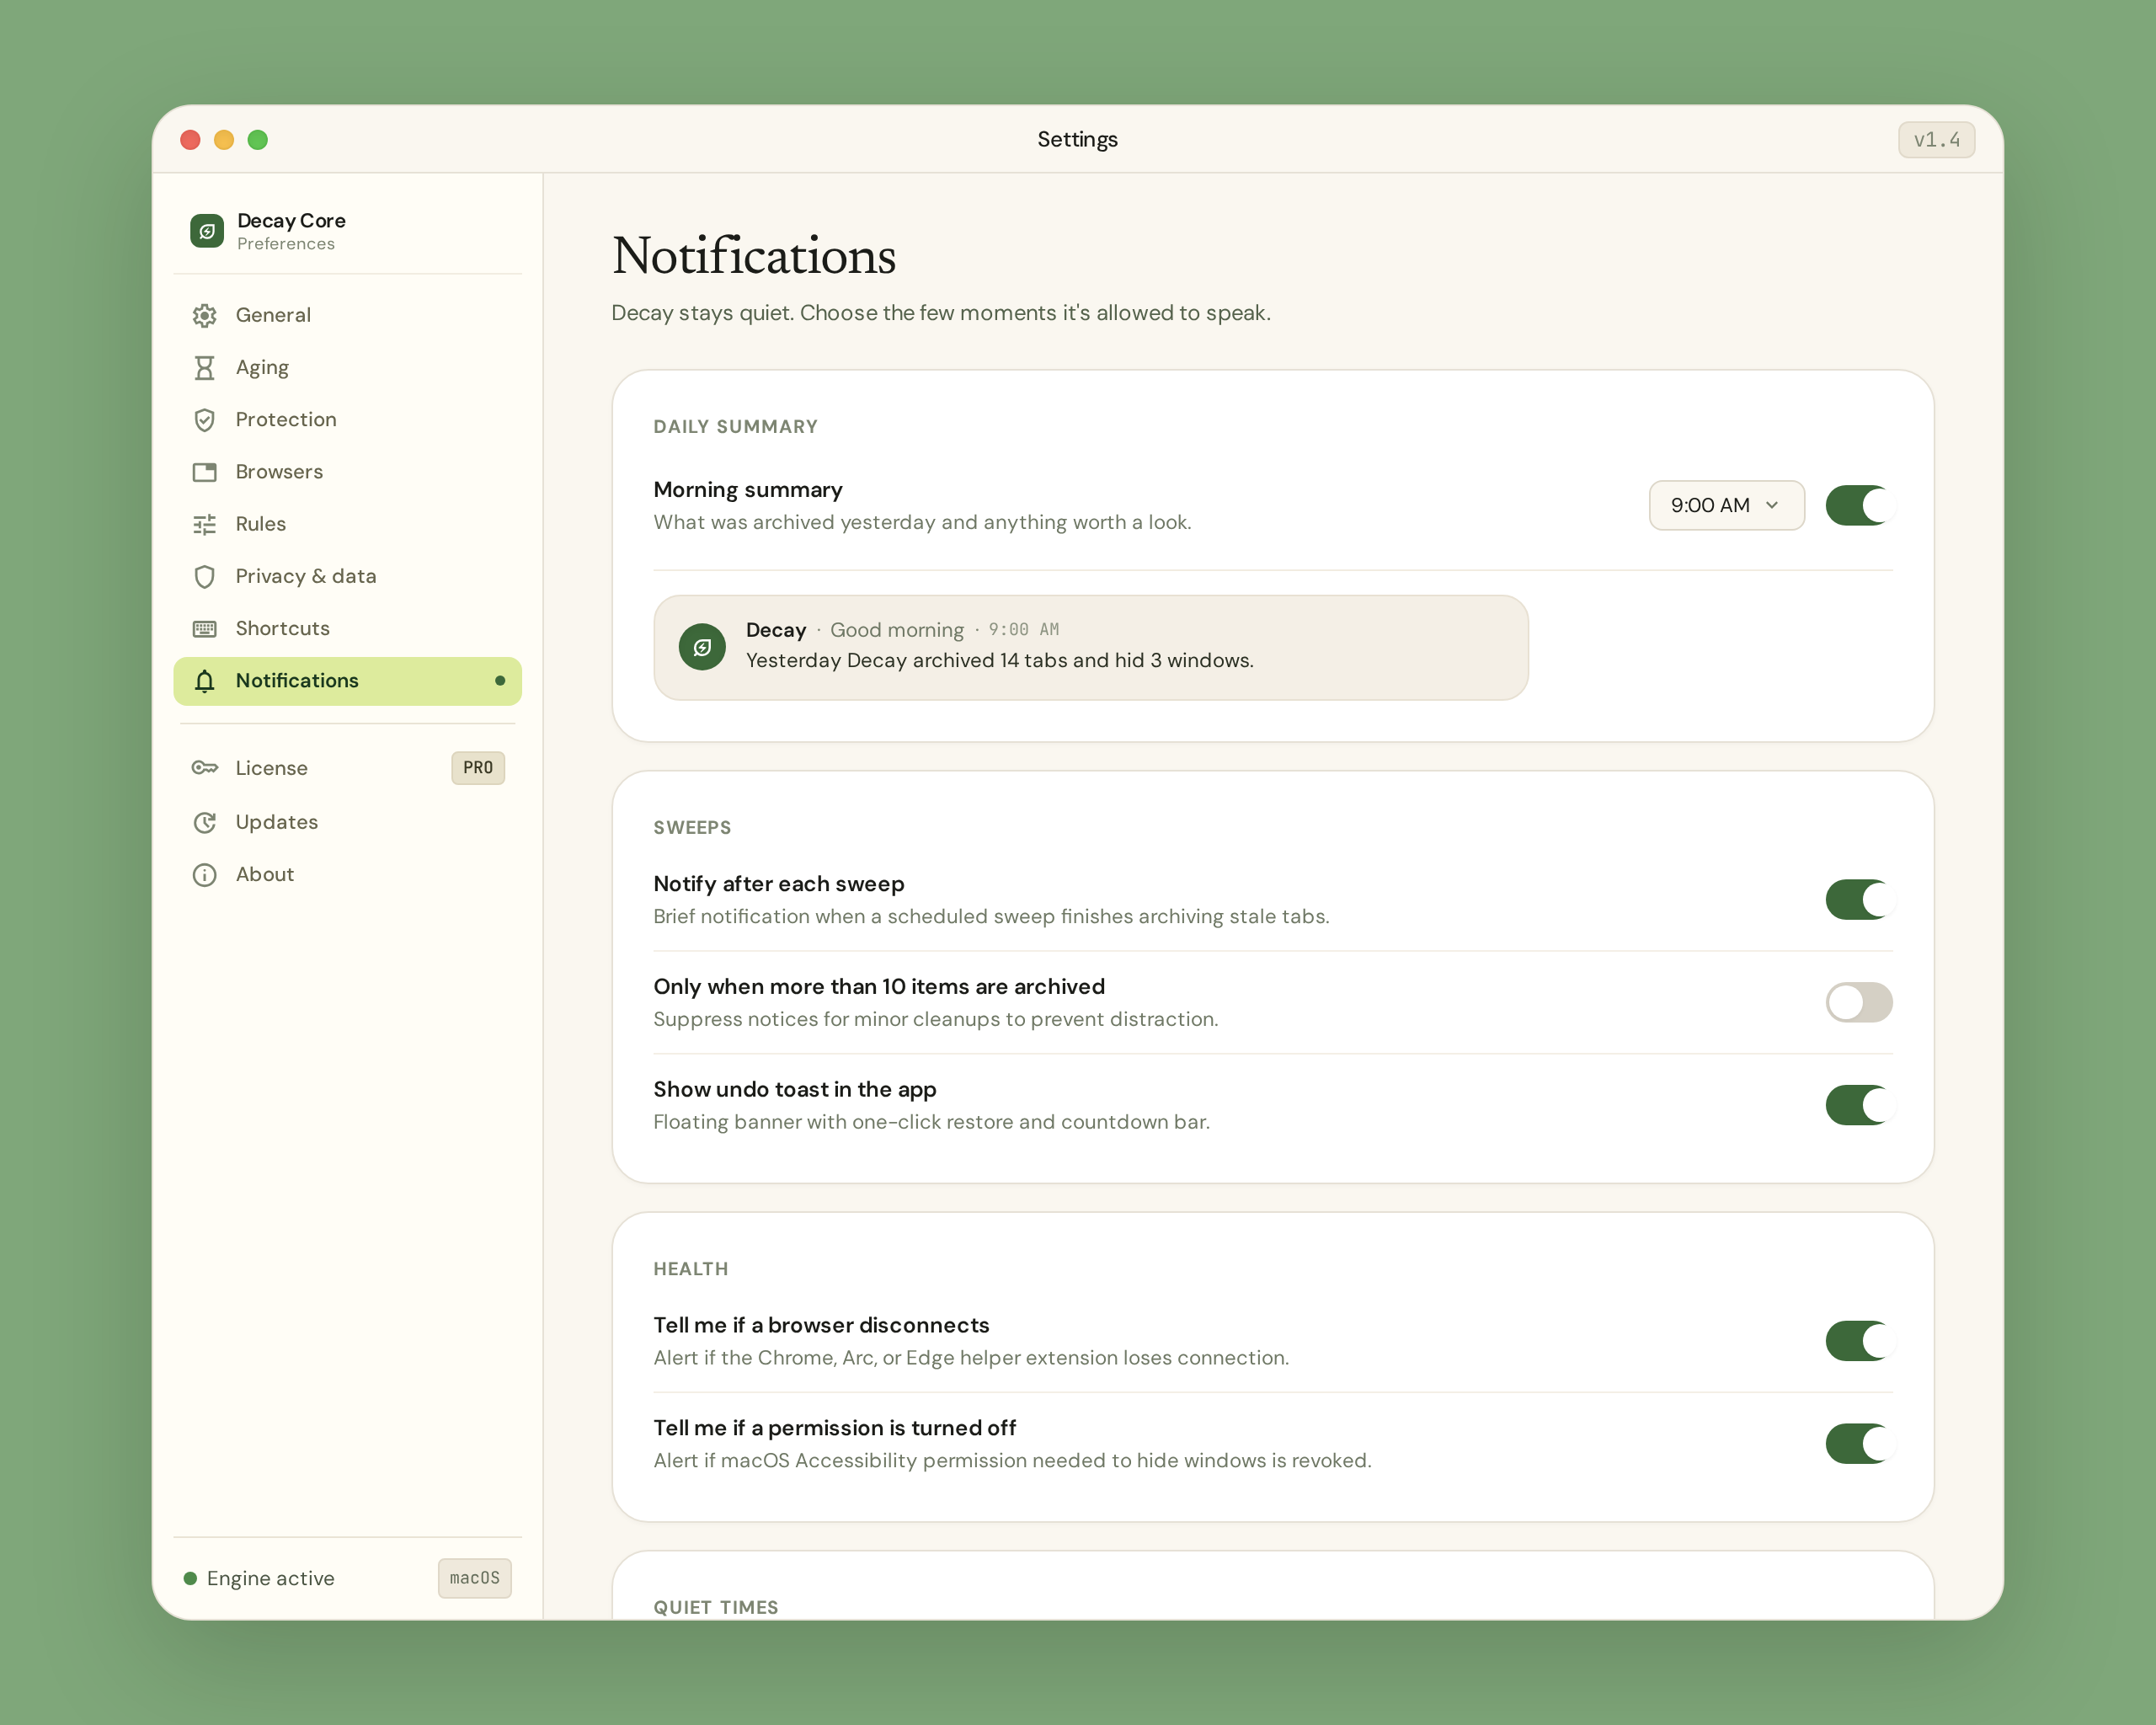 Settings
v1.4
Decay Core
Preferences
General
Aging
Protection
Browsers
Rules
Privacy & data
Shortcuts
Notifications
License
PRO
Updates
About
Engine active
macOS
Notifications
Decay stays quiet. Choose the few moments it's allowed to speak.
DAILY SUMMARY
Morning summary
What was archived yesterday and anything worth a look.
9:00 AM
Decay · Good morning · 9:00 AM
Yesterday Decay archived 14 tabs and hid 3 windows.
SWEEPS
Notify after each sweep
Brief notification when a scheduled sweep finishes archiving stale tabs.
Only when more than 10 items are archived
Suppress notices for minor cleanups to prevent distraction.
Show undo toast in the app
Floating banner with one-click restore and countdown bar.
HEALTH
Tell me if a browser disconnects
Alert if the Chrome, Arc, or Edge helper extension loses connection.
Tell me if a permission is turned off
Alert if macOS Accessibility permission needed to hide windows is revoked.
QUIET TIMES